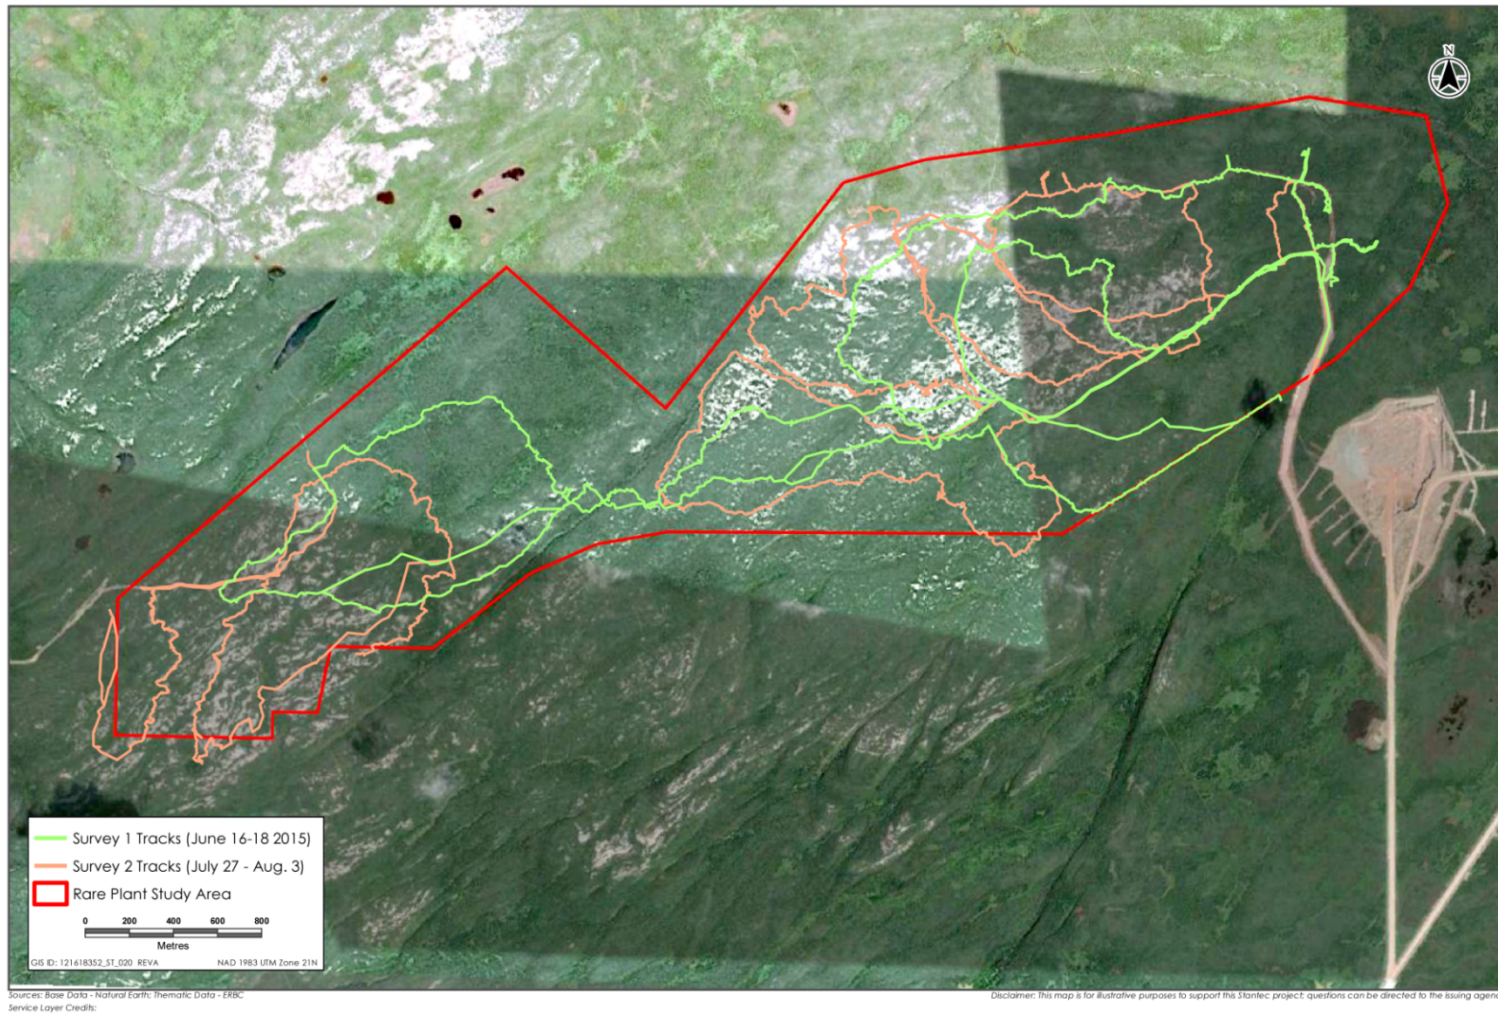 N
Survey 1 Tracks (June 16-18 2015)
Survey 2 Tracks (July 27 - Aug. 3)
Rare Plant Study Area
0 200 400 600 800
Metres
GIS ID: 121618352_ST_020 REVA NAD 1983 UTM Zone 21N
Sources: Base Data - Natural Earth; Thematic Data - ERBC
Disclaimer: This map is for illustrative purposes to support this Stantec project; questions can be directed to the issuing agenc
Service Layer Credits: